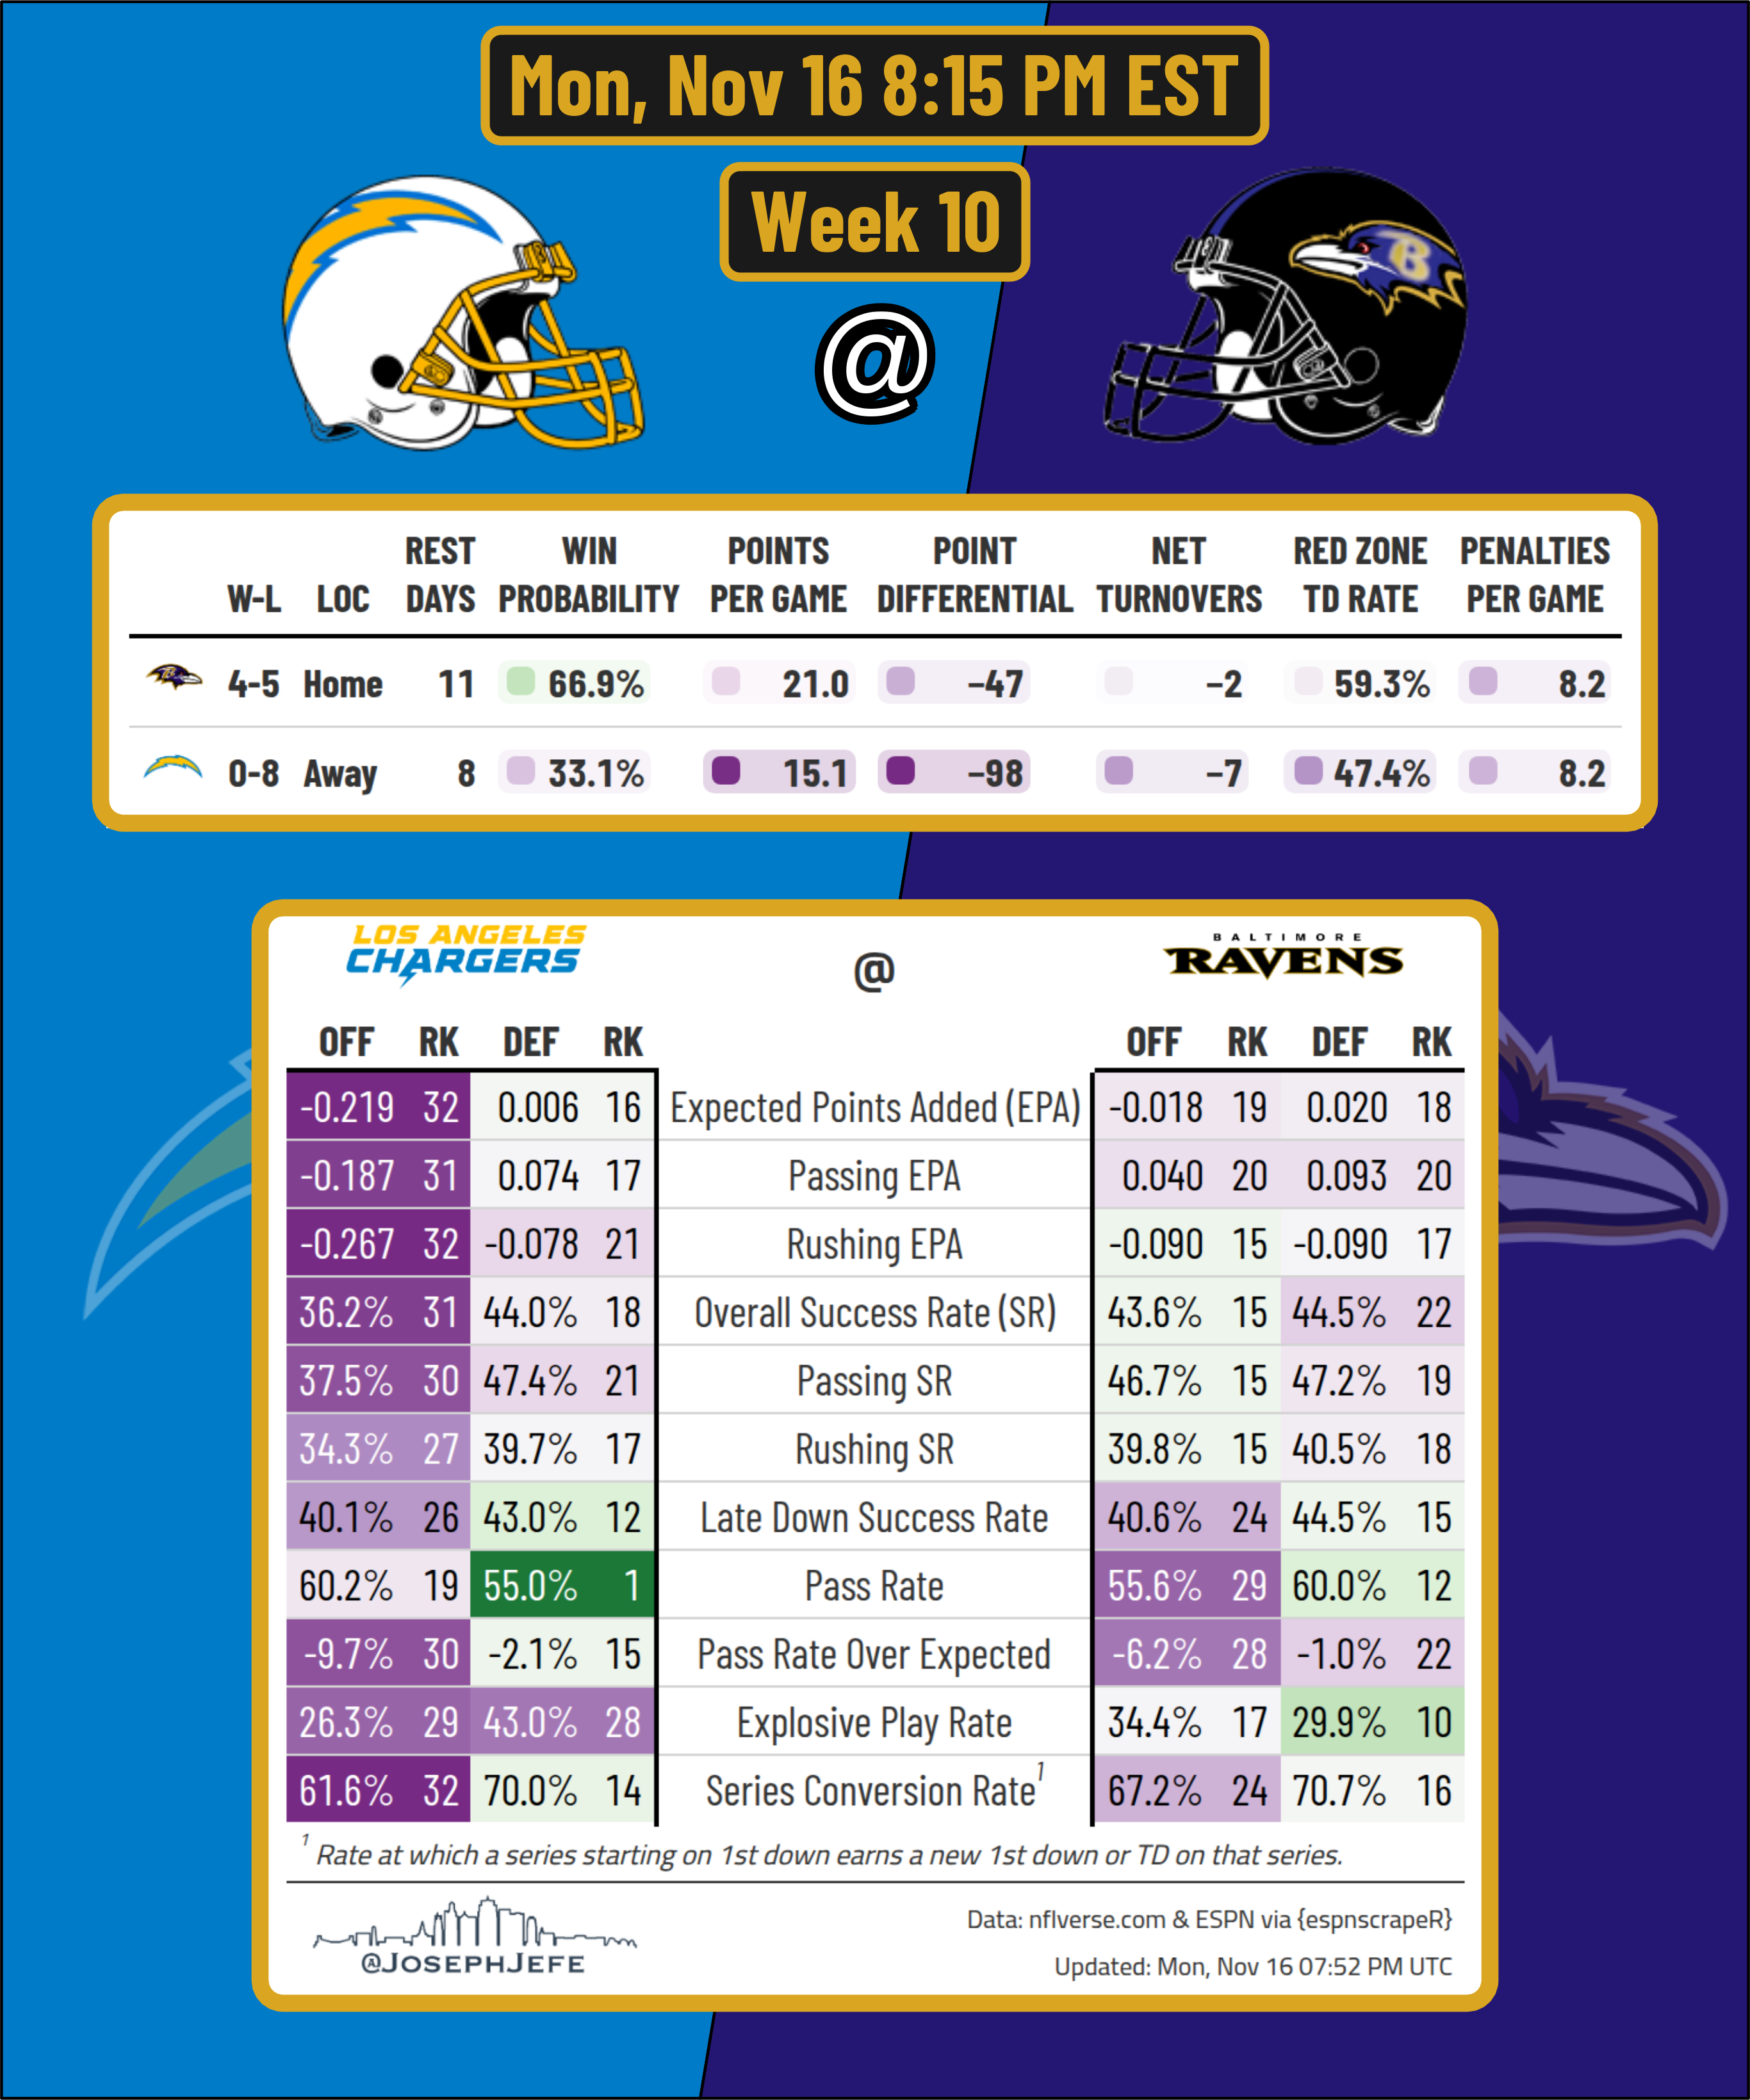 Mon, Nov 16 8:15 PM EST
Week 10
@
B
REST WIN POINTS POINT NET RED ZONE PENALTIES
W-L LOC DAYS PROBABILITY PER GAME DIFFERENTIAL TURNOVERS TD RATE PER GAME
4-5 Home 11 66.9% 21.0 −47 −2 59.3% 8.2
0-8 Away 8 33.1% 15.1 −98 −7 47.4% 8.2
LOS ANGELES
CHARGERS
@
BALTIMORE
RAVENS
OFF RK DEF RK OFF RK DEF RK
-0.219 32 0.006 16 Expected Points Added (EPA) -0.018 19 0.020 18
-0.187 31 0.074 17 Passing EPA 0.040 20 0.093 20
-0.267 32 -0.078 21 Rushing EPA -0.090 15 -0.090 17
36.2% 31 44.0% 18 Overall Success Rate (SR) 43.6% 15 44.5% 22
37.5% 30 47.4% 21 Passing SR 46.7% 15 47.2% 19
34.3% 27 39.7% 17 Rushing SR 39.8% 15 40.5% 18
40.1% 26 43.0% 12 Late Down Success Rate 40.6% 24 44.5% 15
60.2% 19 55.0% 1 Pass Rate 55.6% 29 60.0% 12
-9.7% 30 -2.1% 15 Pass Rate Over Expected -6.2% 28 -1.0% 22
26.3% 29 43.0% 28 Explosive Play Rate 34.4% 17 29.9% 10
61.6% 32 70.0% 14 Series Conversion Rate¹ 67.2% 24 70.7% 16
¹ Rate at which a series starting on 1st down earns a new 1st down or TD on that series.
@JOSEPHJEFE
Data: nflverse.com & ESPN via {espnscrapeR}
Updated: Mon, Nov 16 07:52 PM UTC